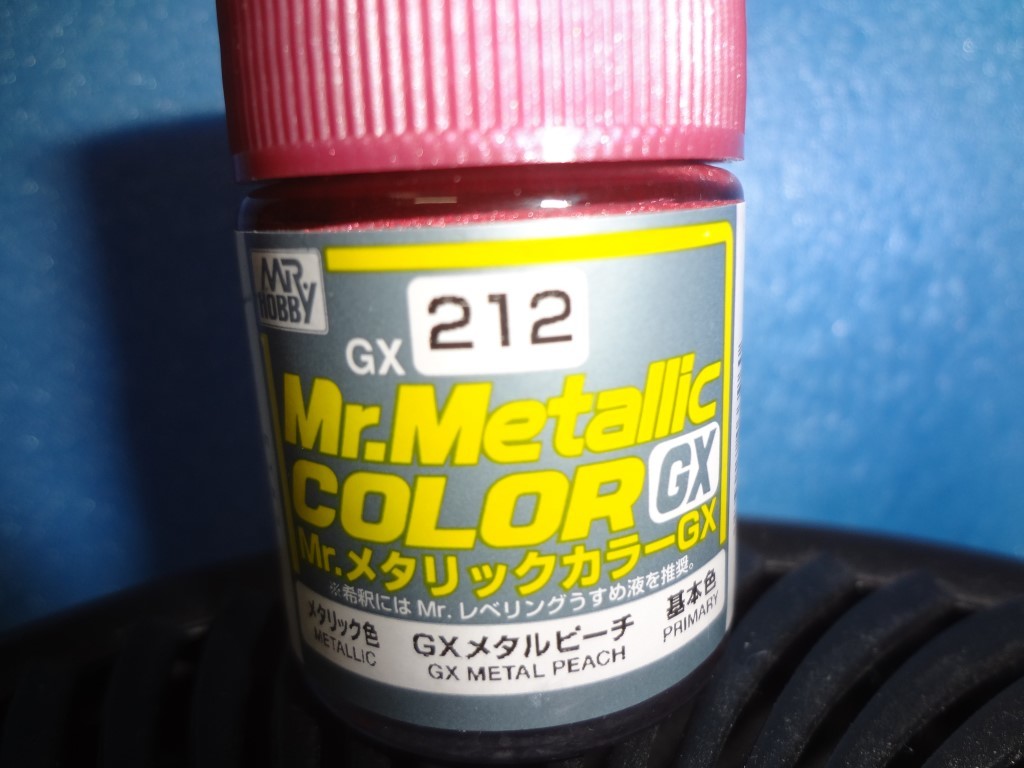 MR.
HOBBY
GX 212
Mr.Metallic
COLOR GX
Mr.メタリックカラーGX
※希釈にはMr.レベリングうすめ液を推奨。
メタリック色
METALLIC
GXメタルピーチ
GX METAL PEACH
基本色
PRIMARY